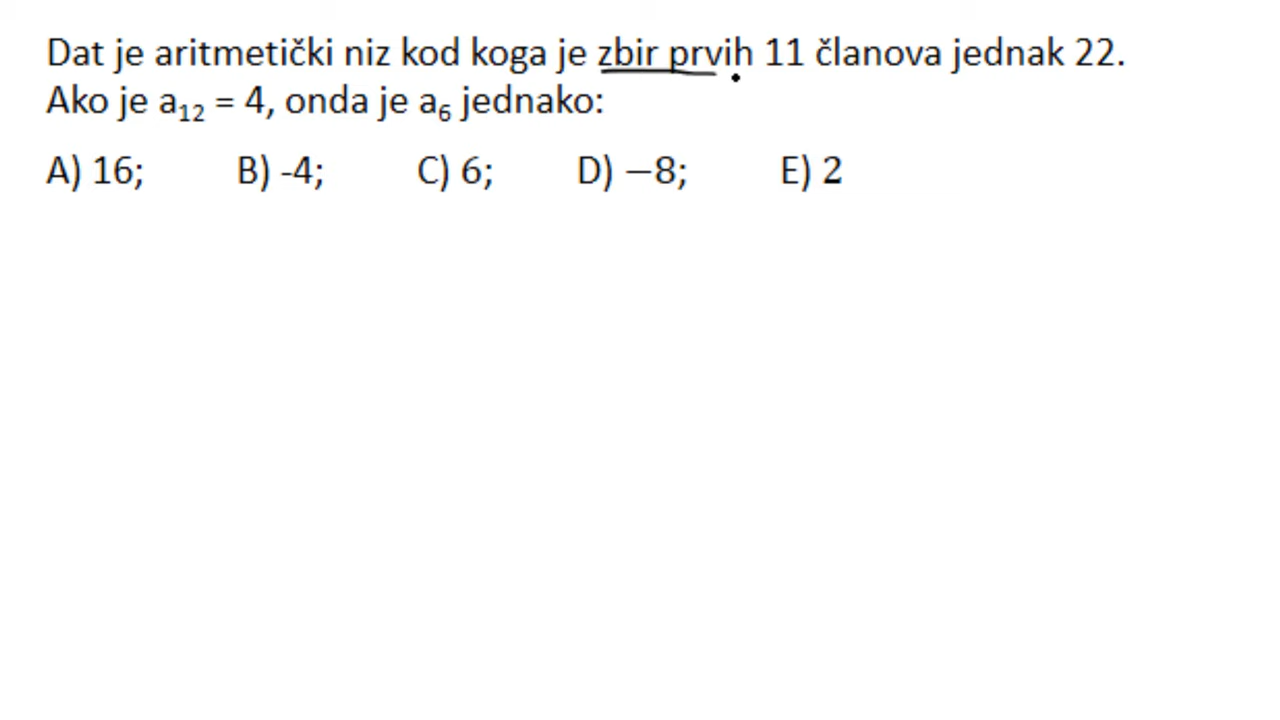 Dat je aritmetički niz kod koga je zbir prvih 11 članova jednak 22.
Ako je a₁₂ = 4, onda je a₆ jednako:
A) 16; B) -4; C) 6; D) −8; E) 2